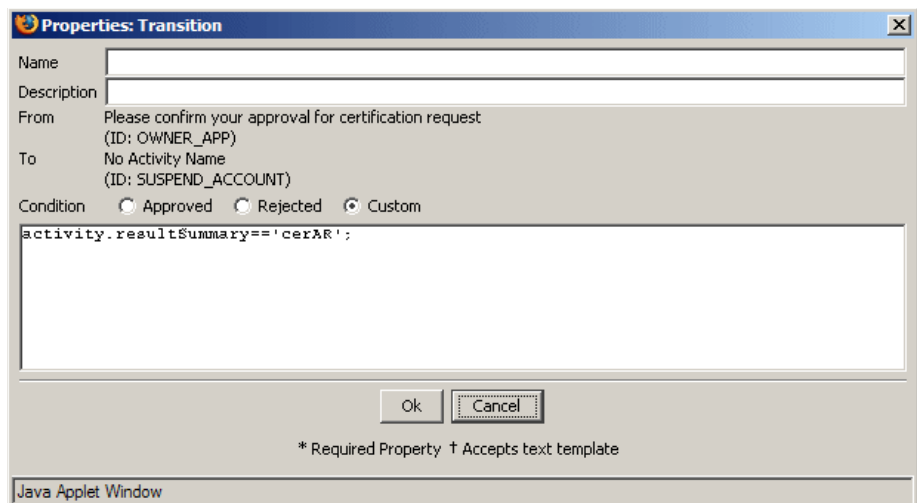 Properties: Transition
Name
Description
From Please confirm your approval for certification request
(ID: OWNER_APP)
To No Activity Name
(ID: SUSPEND_ACCOUNT)
Condition Approved Rejected Custom
activity.resultSummary=='cerAR';
Ok Cancel
* Required Property † Accepts text template
Java Applet Window